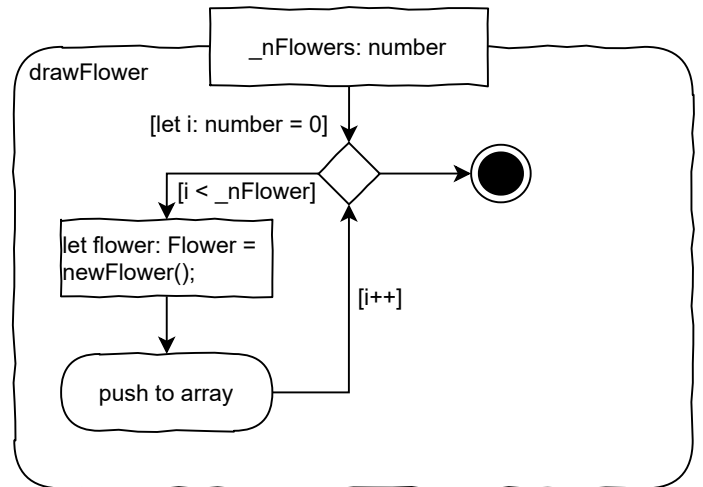 _nFlowers: number
drawFlower
[let i: number = 0]
[i < _nFlower]
let flower: Flower =
newFlower();
[i++]
push to array